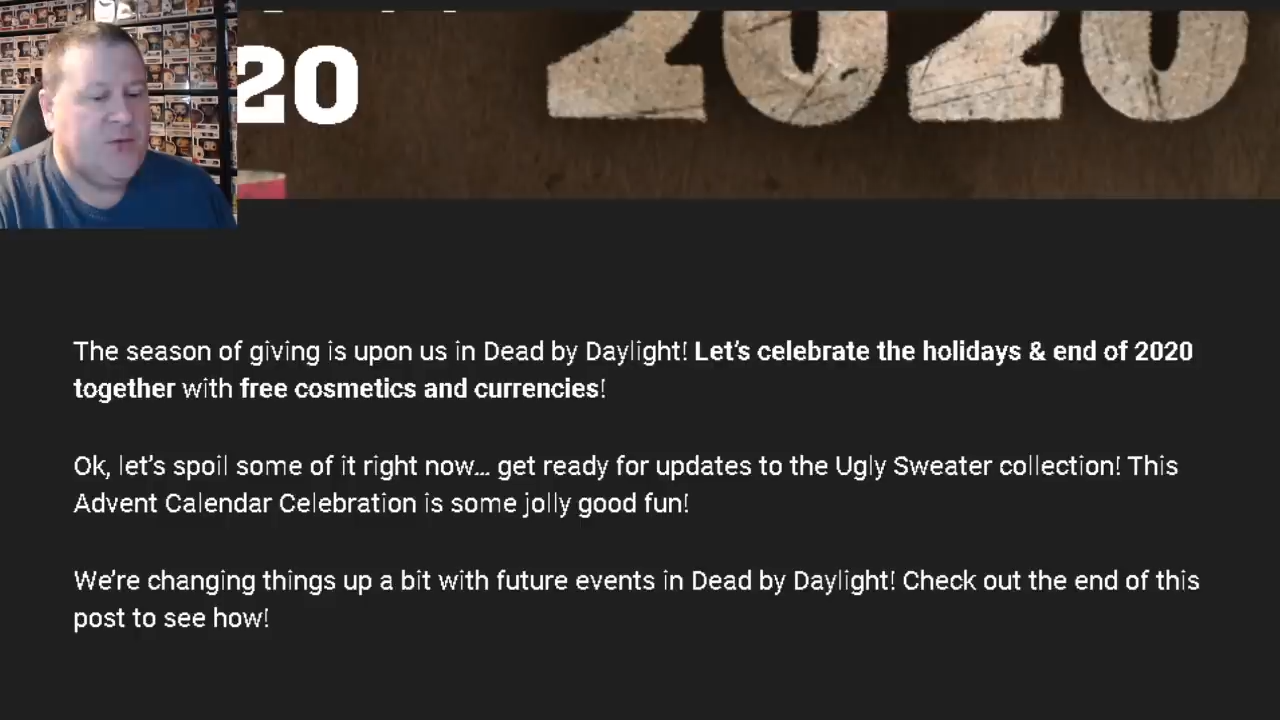 20
2020
The season of giving is upon us in Dead by Daylight! Let's celebrate the holidays & end of 2020
together with free cosmetics and currencies!
Ok, let's spoil some of it right now... get ready for updates to the Ugly Sweater collection! This
Advent Calendar Celebration is some jolly good fun!
We're changing things up a bit with future events in Dead by Daylight! Check out the end of this
post to see how!